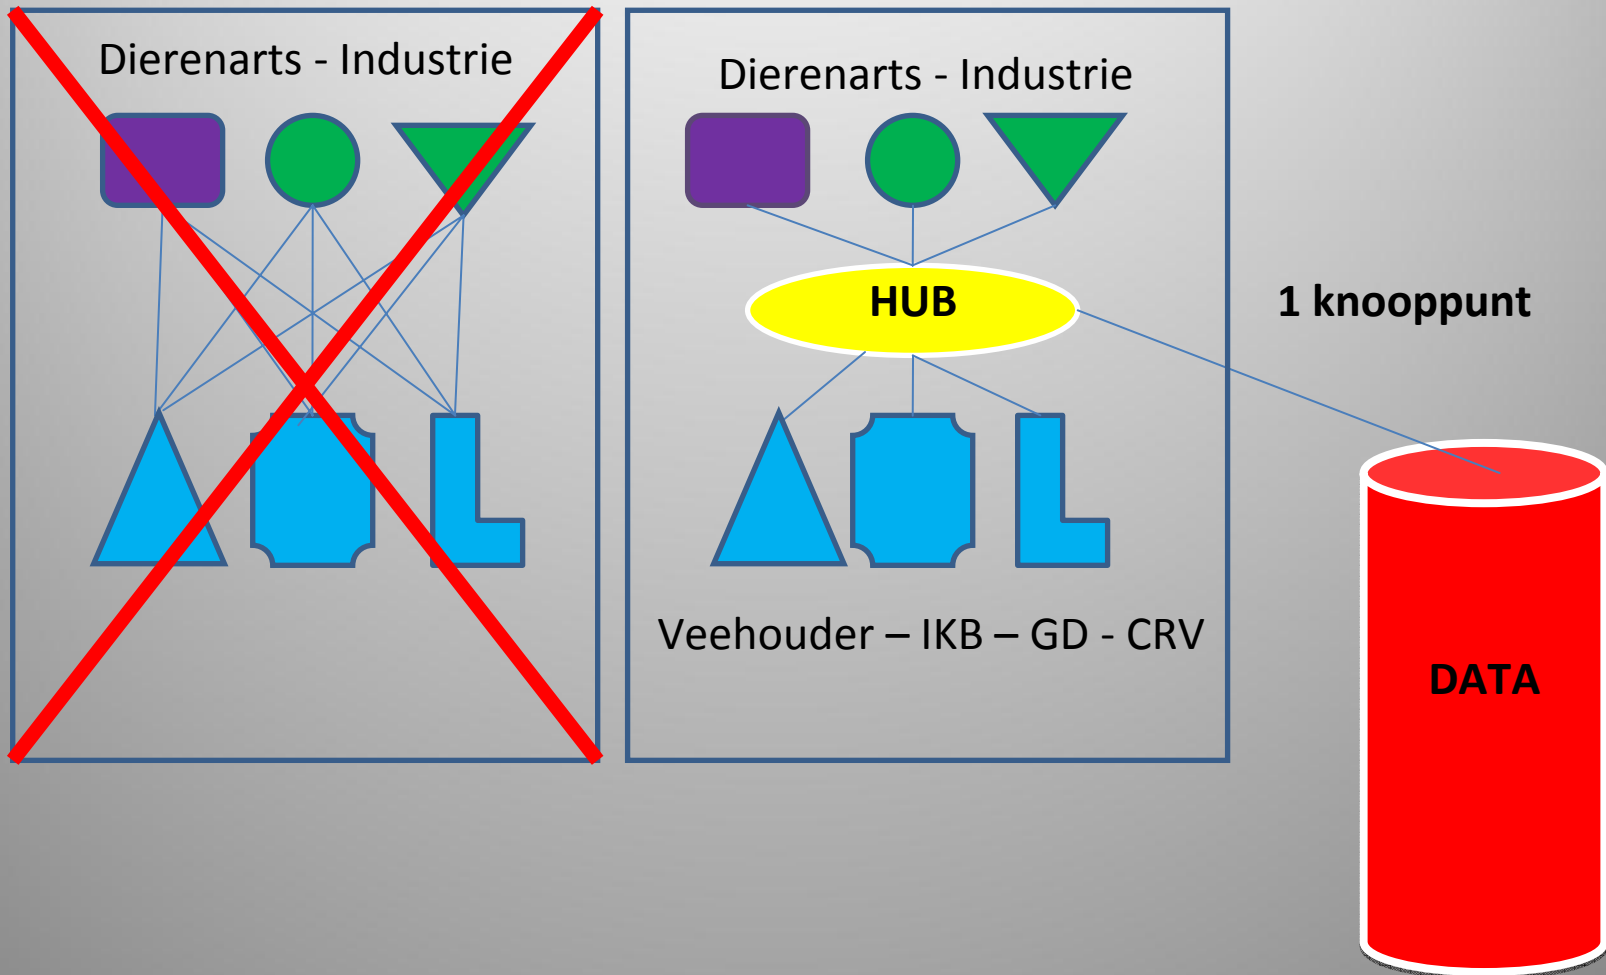 Dierenarts - Industrie
Dierenarts - Industrie
HUB
1 knooppunt
Veehouder – IKB – GD - CRV
DATA